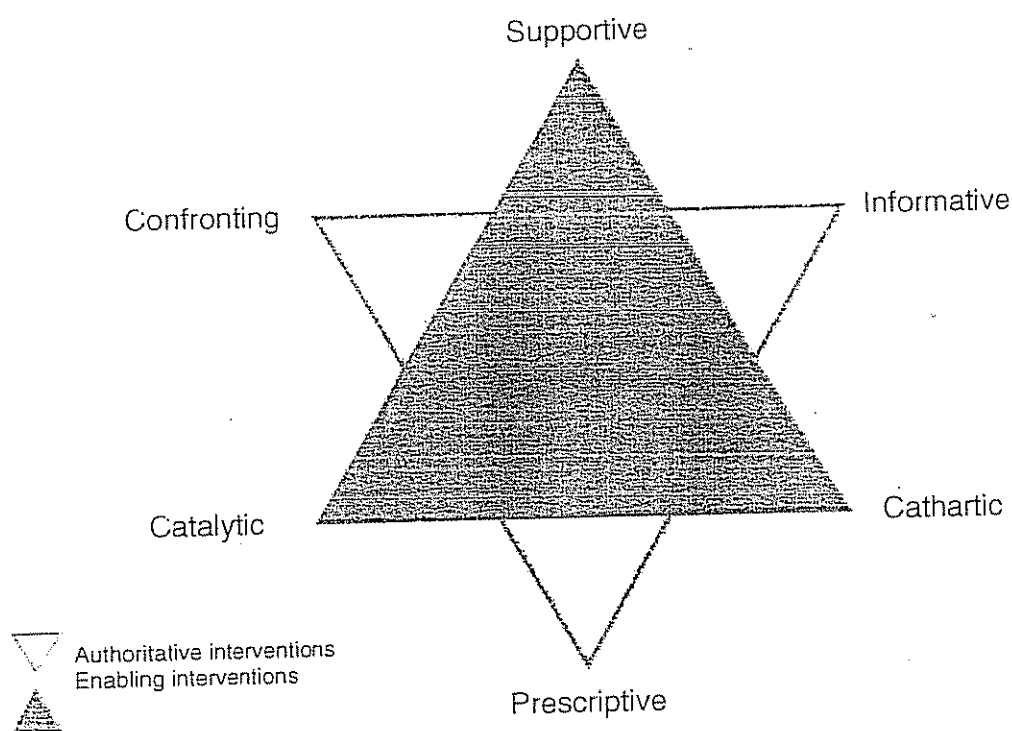 Supportive
Confronting
Informative
Catalytic
Cathartic
Authoritative interventions
Enabling interventions
Prescriptive